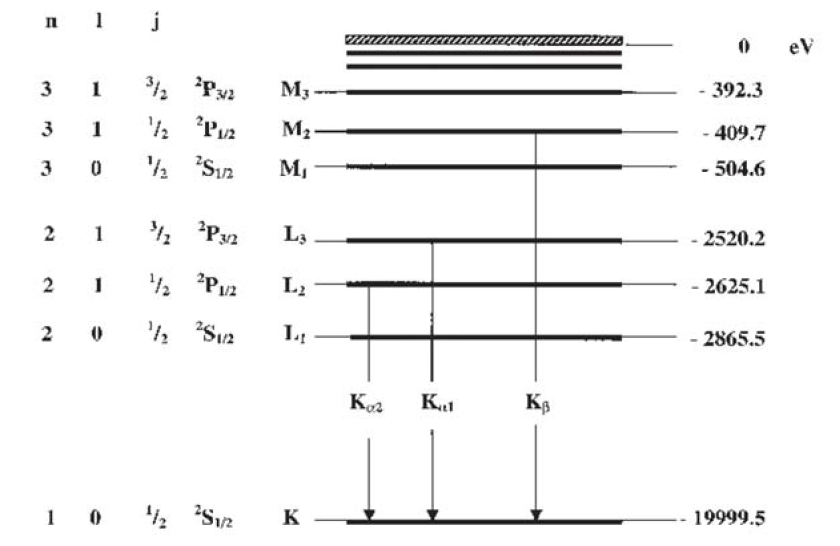 n l j
0 eV
3 1 3/2 ²P3/2 M3 - 392.3
3 1 1/2 ²P1/2 M2 - 409.7
3 0 1/2 ²S1/2 M1 - 504.6
2 1 3/2 ²P3/2 L3 - 2520.2
2 1 1/2 ²P1/2 L2 - 2625.1
2 0 1/2 ²S1/2 L1 - 2865.5
Kα2 Kα1 Kβ
1 0 1/2 ²S1/2 K - 19999.5